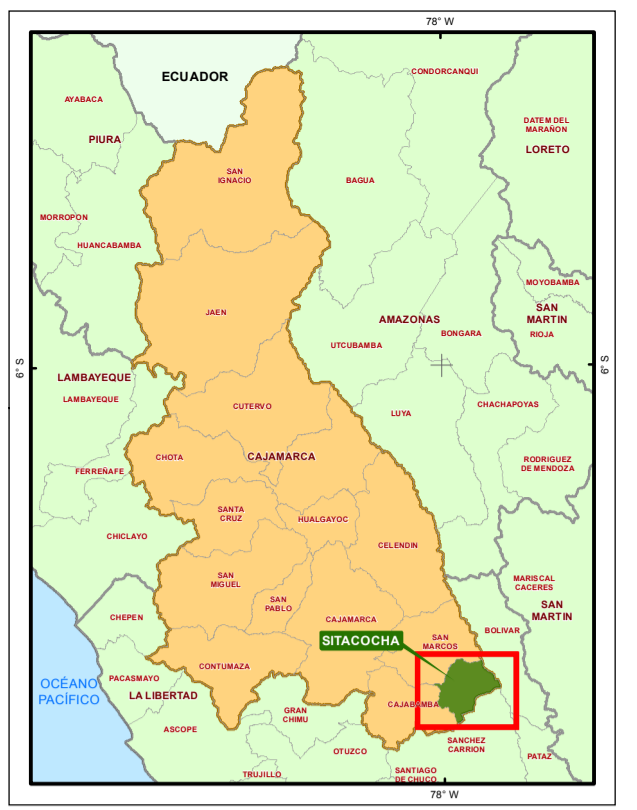 78° W
ECUADOR
CONDORCANQUI
AYABACA
PIURA
DATEM DEL
MARAÑON
LORETO
SAN
IGNACIO
BAGUA
MORROPON
HUANCABAMBA
MOYOBAMBA
SAN
MARTIN
RIOJA
JAEN
AMAZONAS
BONGARA
UTCUBAMBA
6° S
6° S
LAMBAYEQUE
LAMBAYEQUE
CUTERVO
LUYA
CHACHAPOYAS
CHOTA
CAJAMARCA
FERREÑAFE
RODRIGUEZ
DE MENDOZA
SANTA
CRUZ
HUALGAYOC
CHICLAYO
CELENDIN
SAN
MIGUEL
MARISCAL
CACERES
SAN
MARTIN
SAN
PABLO
CHEPEN
CAJAMARCA
BOLIVAR
SITACOCHA
SAN
MARCOS
CONTUMAZA
PACASMAYO
OCÉANO
PACÍFICO
LA LIBERTAD
CAJABAMBA
GRAN
CHIMU
ASCOPE
SANCHEZ
CARRION
OTUZCO
PATAZ
TRUJILLO
SANTIAGO
DE CHUCO
78° W